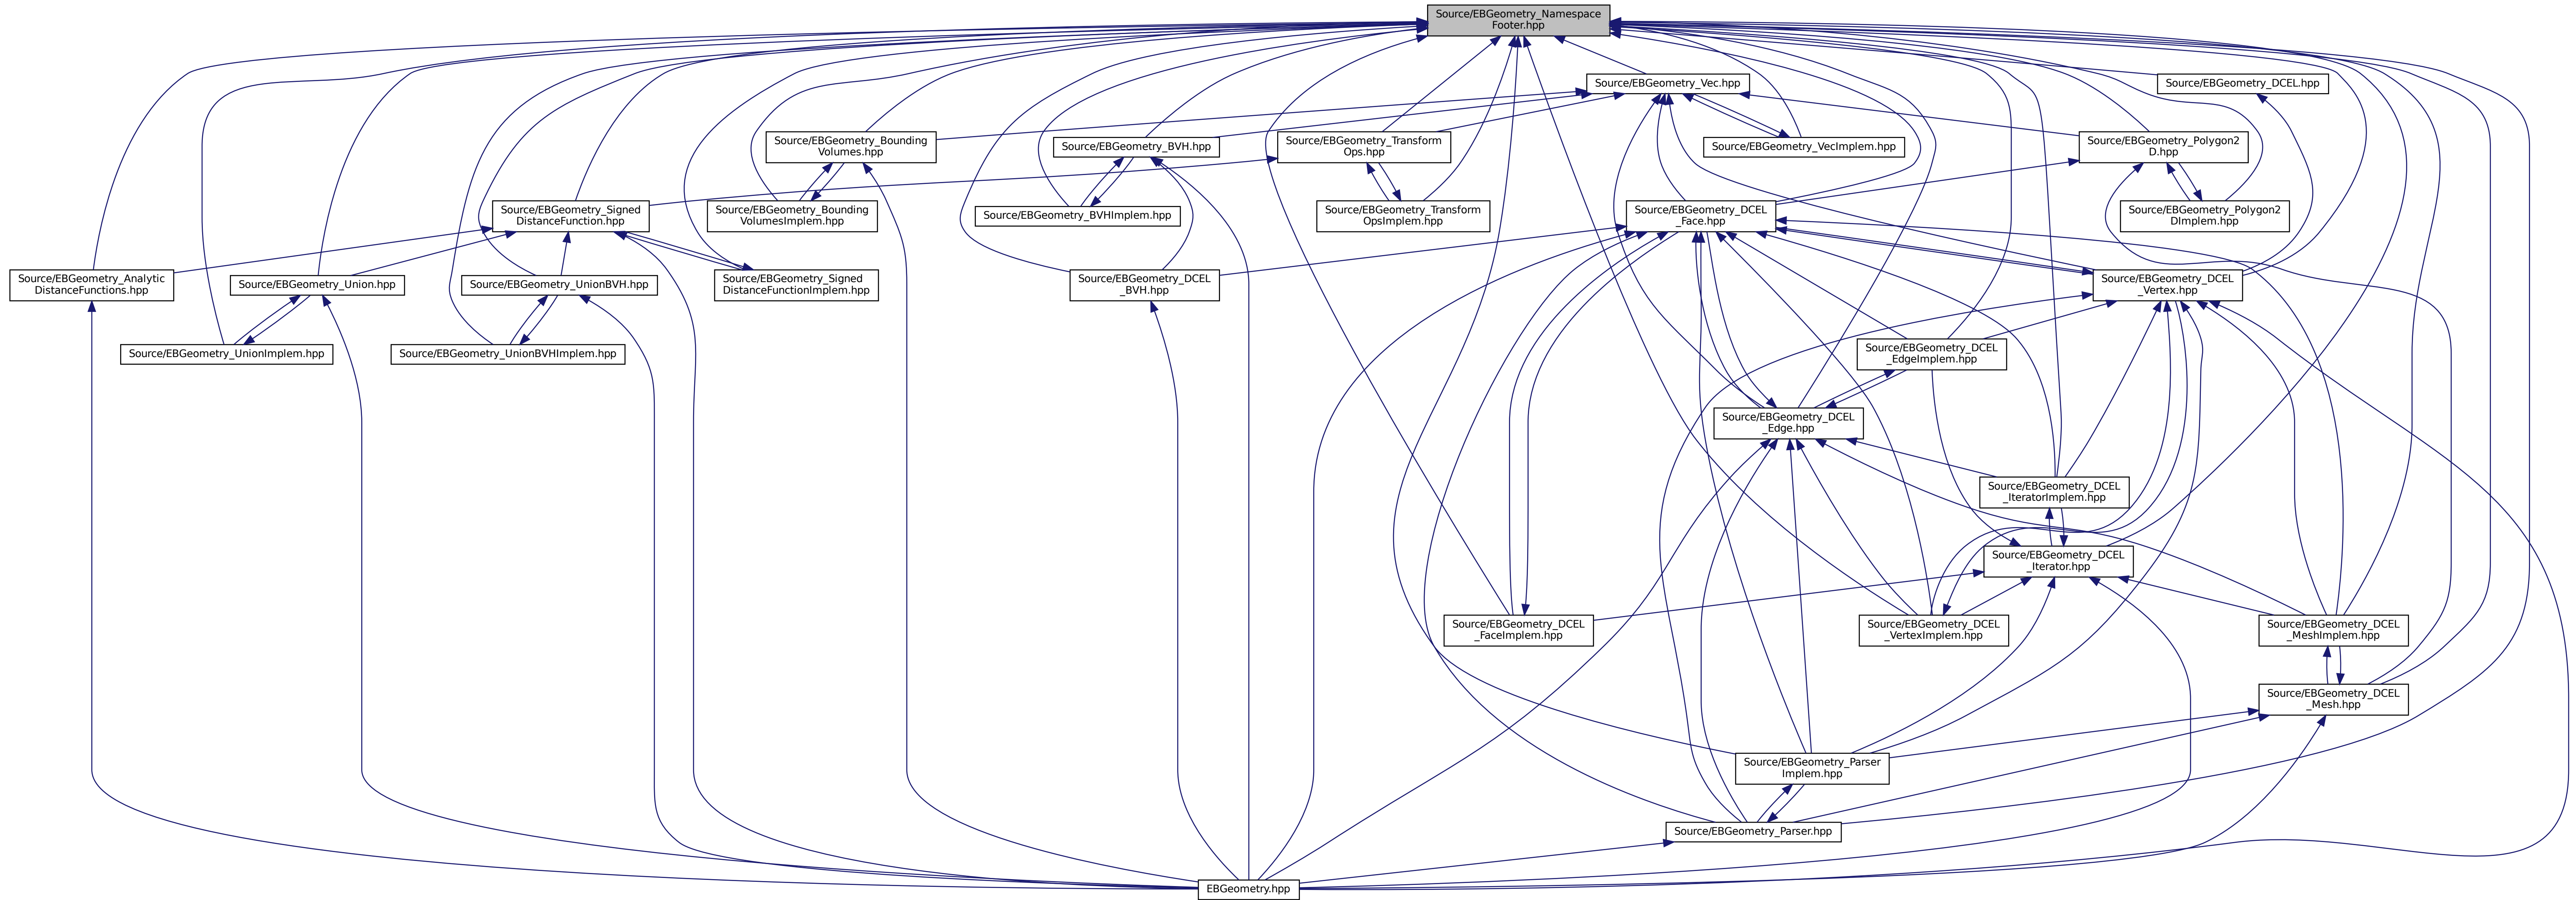 Source/EBGeometry_Namespace
Footer.hpp
Source/EBGeometry_Vec.hpp
Source/EBGeometry_DCEL.hpp
Source/EBGeometry_Bounding
Volumes.hpp
Source/EBGeometry_BVH.hpp
Source/EBGeometry_Transform
Ops.hpp
Source/EBGeometry_VecImplem.hpp
Source/EBGeometry_Polygon2
D.hpp
Source/EBGeometry_Signed
DistanceFunction.hpp
Source/EBGeometry_Bounding
VolumesImplem.hpp
Source/EBGeometry_BVHImplem.hpp
Source/EBGeometry_Transform
OpsImplem.hpp
Source/EBGeometry_DCEL
_Face.hpp
Source/EBGeometry_Polygon2
DImplem.hpp
Source/EBGeometry_Analytic
DistanceFunctions.hpp
Source/EBGeometry_Union.hpp
Source/EBGeometry_UnionBVH.hpp
Source/EBGeometry_Signed
DistanceFunctionImplem.hpp
Source/EBGeometry_DCEL
_BVH.hpp
Source/EBGeometry_DCEL
_Vertex.hpp
Source/EBGeometry_UnionImplem.hpp
Source/EBGeometry_UnionBVHImplem.hpp
Source/EBGeometry_DCEL
_EdgeImplem.hpp
Source/EBGeometry_DCEL
_Edge.hpp
Source/EBGeometry_DCEL
_IteratorImplem.hpp
Source/EBGeometry_DCEL
_Iterator.hpp
Source/EBGeometry_DCEL
_FaceImplem.hpp
Source/EBGeometry_DCEL
_VertexImplem.hpp
Source/EBGeometry_DCEL
_MeshImplem.hpp
Source/EBGeometry_DCEL
_Mesh.hpp
Source/EBGeometry_Parser
Implem.hpp
Source/EBGeometry_Parser.hpp
EBGeometry.hpp